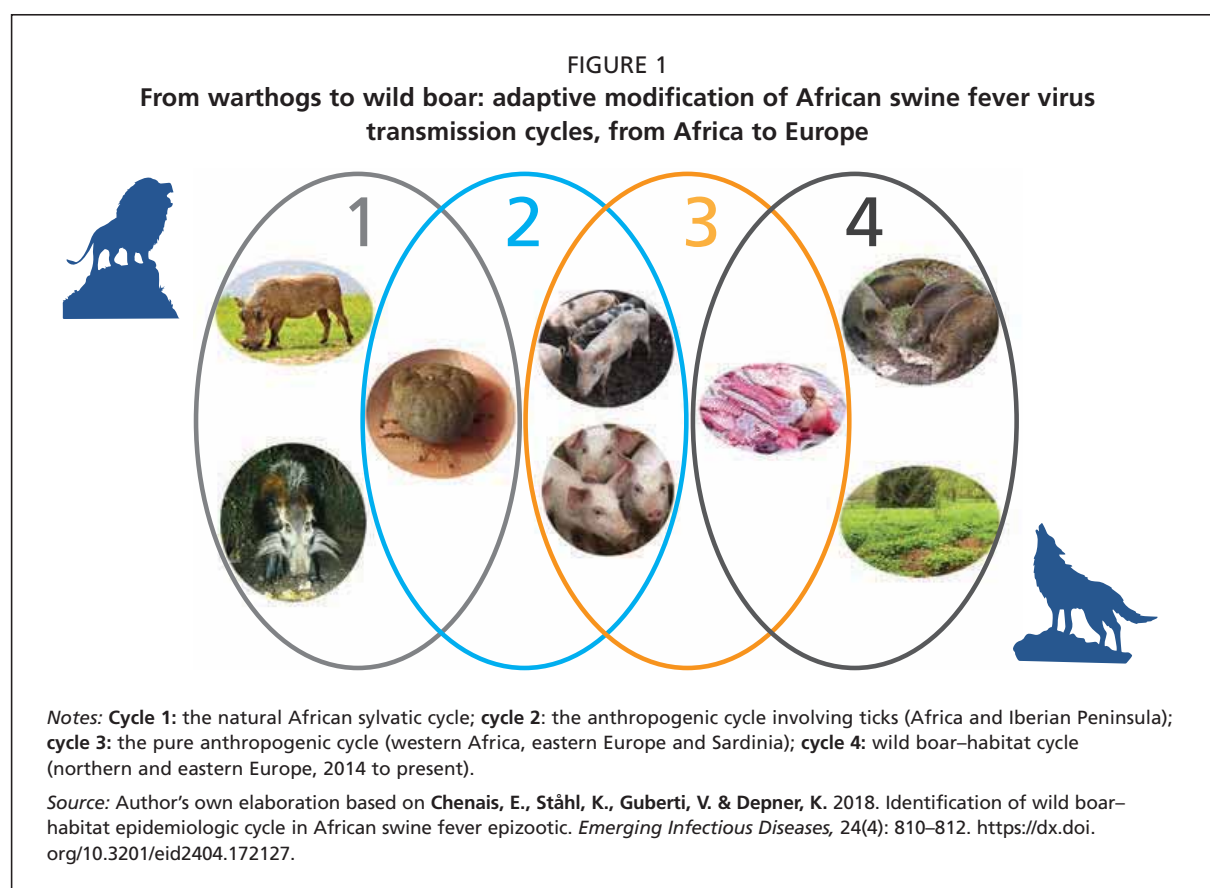 FIGURE 1
From warthogs to wild boar: adaptive modification of African swine fever virus
transmission cycles, from Africa to Europe
1 2 3 4
Notes: Cycle 1: the natural African sylvatic cycle; cycle 2: the anthropogenic cycle involving ticks (Africa and Iberian Peninsula);
cycle 3: the pure anthropogenic cycle (western Africa, eastern Europe and Sardinia); cycle 4: wild boar–habitat cycle
(northern and eastern Europe, 2014 to present).
Source: Author's own elaboration based on Chenais, E., Ståhl, K., Guberti, V. & Depner, K. 2018. Identification of wild boar–
habitat epidemiologic cycle in African swine fever epizootic. Emerging Infectious Diseases, 24(4): 810–812. https://dx.doi.
org/10.3201/eid2404.172127.